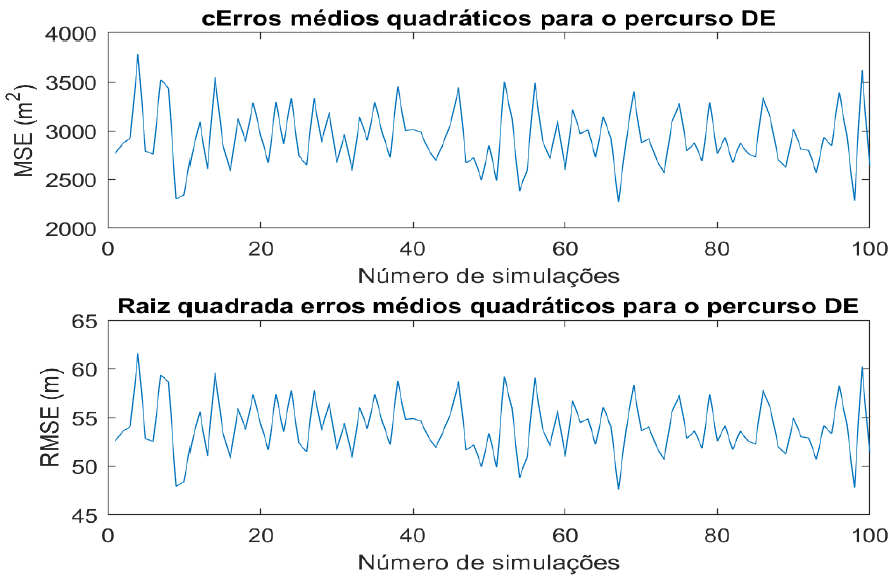 cErros médios quadráticos para o percurso DE
4000
3500
3000
2500
2000
MSE (m²)
0 20 40 60 80 100
Número de simulações
Raiz quadrada erros médios quadráticos para o percurso DE
65
60
55
50
45
RMSE (m)
0 20 40 60 80 100
Número de simulações